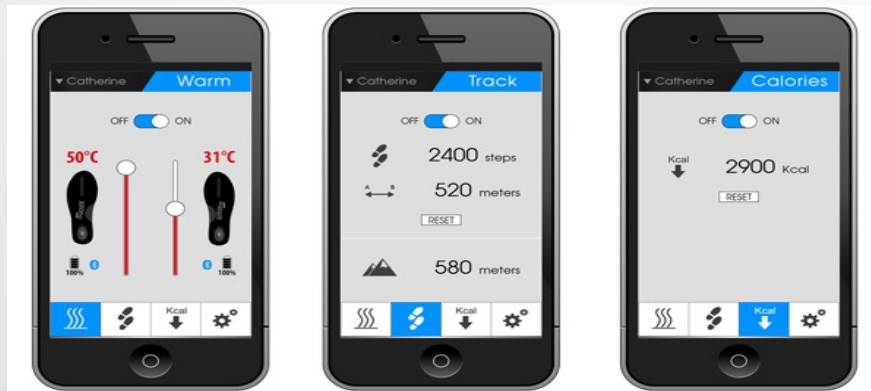 Catherine
Warm
OFF ON
50°C
31°C
100%
100%
Kcal
Catherine
Track
OFF ON
2400 steps
A B
520 meters
RESET
580 meters
Kcal
Catherine
Calories
OFF ON
Kcal
2900 Kcal
RESET
Kcal